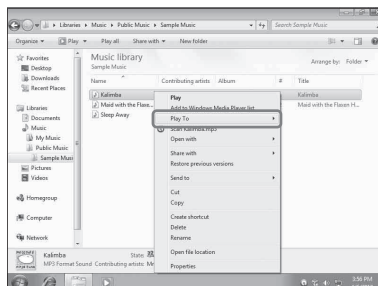 Libraries ▸ Music ▸ Public Music ▸ Sample Music
Search Sample Music
Organize Play Play all Share with New folder
Favorites
Desktop
Downloads
Recent Places
Libraries
Documents
Music
My Music
Public Music
Sample Musi
Pictures
Videos
Homegroup
Computer
Network
Music library
Sample Music
Arrange by: Folder
Name Contributing artists Album # Title
Kalimba Kalimba
Maid with the Flaxe... Maid with the Flaxen H...
Sleep Away
Play
Add to Windows Media Player list
Play To
Scan Kalimba.mp3
Open with
Share with
Restore previous versions
Send to
Cut
Copy
Create shortcut
Delete
Rename
Open file location
Properties
Kalimba State:
MP3 Format Sound Contributing artists:
3:56 PM